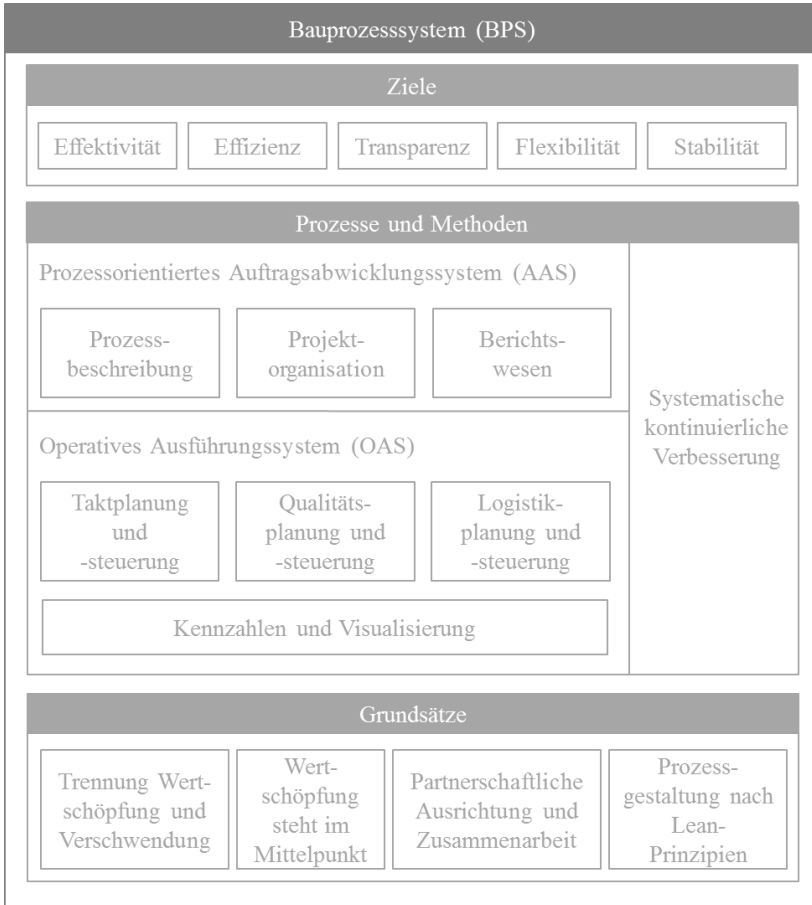 Bauprozesssystem (BPS)
Ziele
Effektivität
Effizienz
Transparenz
Flexibilität
Stabilität
Prozesse und Methoden
Prozessorientiertes Auftragsabwicklungssystem (AAS)
Prozess-
beschreibung
Projekt-
organisation
Berichts-
wesen
Operatives Ausführungssystem (OAS)
Taktplanung
und
-steuerung
Qualitäts-
planung und
-steuerung
Logistik-
planung und
-steuerung
Kennzahlen und Visualisierung
Systematische
kontinuierliche
Verbesserung
Grundsätze
Trennung Wert-
schöpfung und
Verschwendung
Wert-
schöpfung
steht im
Mittelpunkt
Partnerschaftliche
Ausrichtung und
Zusammenarbeit
Prozess-
gestaltung nach
Lean-
Prinzipien